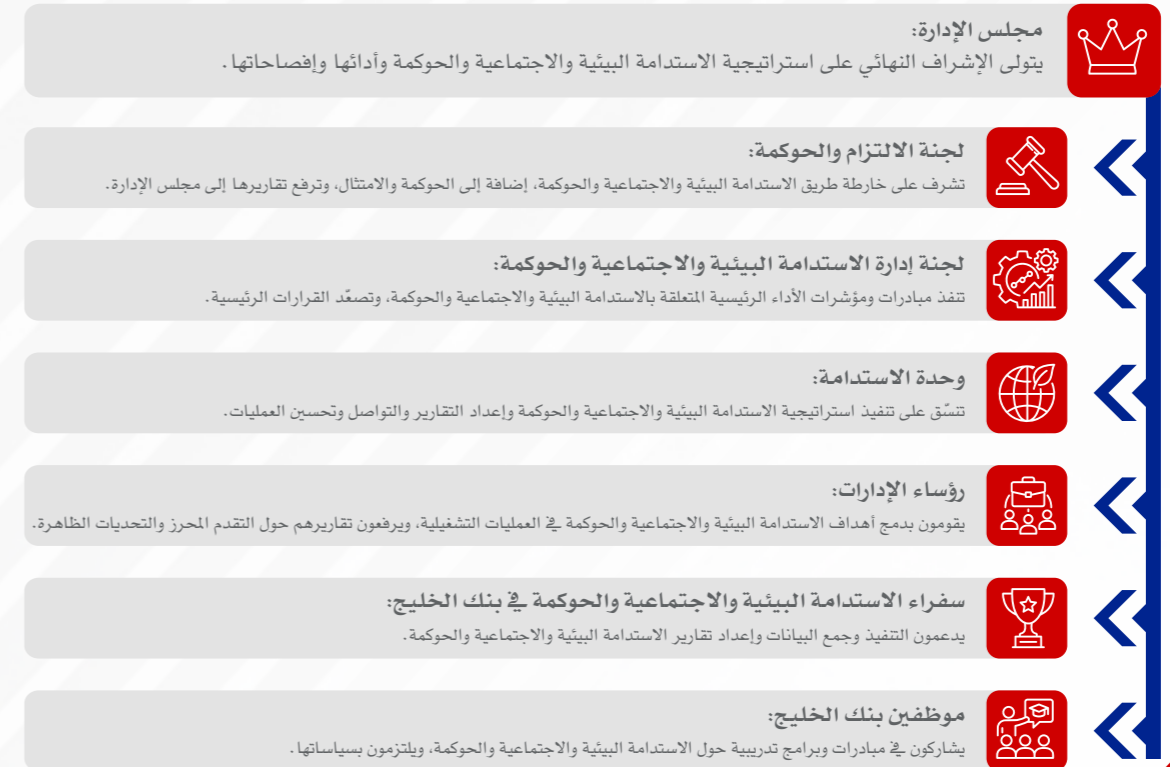 مجلس الإدارة:
يتولى الإشراف النهائي على استراتيجية الاستدامة البيئية والاجتماعية والحوكمة وأدائها وإفصاحاتها.
لجنة الالتزام والحوكمة:
تشرف على خارطة طريق الاستدامة البيئية والاجتماعية والحوكمة، إضافة إلى الحوكمة والامتثال، وترفع تقاريرها إلى مجلس الإدارة.
لجنة إدارة الاستدامة البيئية والاجتماعية والحوكمة:
تنفذ مبادرات ومؤشرات الأداء الرئيسية المتعلقة بالاستدامة البيئية والاجتماعية والحوكمة، وتصعّد القرارات الرئيسية.
وحدة الاستدامة:
تنسّق على تنفيذ استراتيجية الاستدامة البيئية والاجتماعية والحوكمة وإعداد التقارير والتواصل وتحسين العمليات.
رؤساء الإدارات:
يقومون بدمج أهداف الاستدامة البيئية والاجتماعية والحوكمة في العمليات التشغيلية، ويرفعون تقاريرهم حول التقدم المحرز والتحديات الظاهرة.
سفراء الاستدامة البيئية والاجتماعية والحوكمة في بنك الخليج:
يدعمون التنفيذ وجمع البيانات وإعداد تقارير الاستدامة البيئية والاجتماعية والحوكمة.
موظفين بنك الخليج:
يشاركون في مبادرات وبرامج تدريبية حول الاستدامة البيئية والاجتماعية والحوكمة، ويلتزمون بسياساتها.